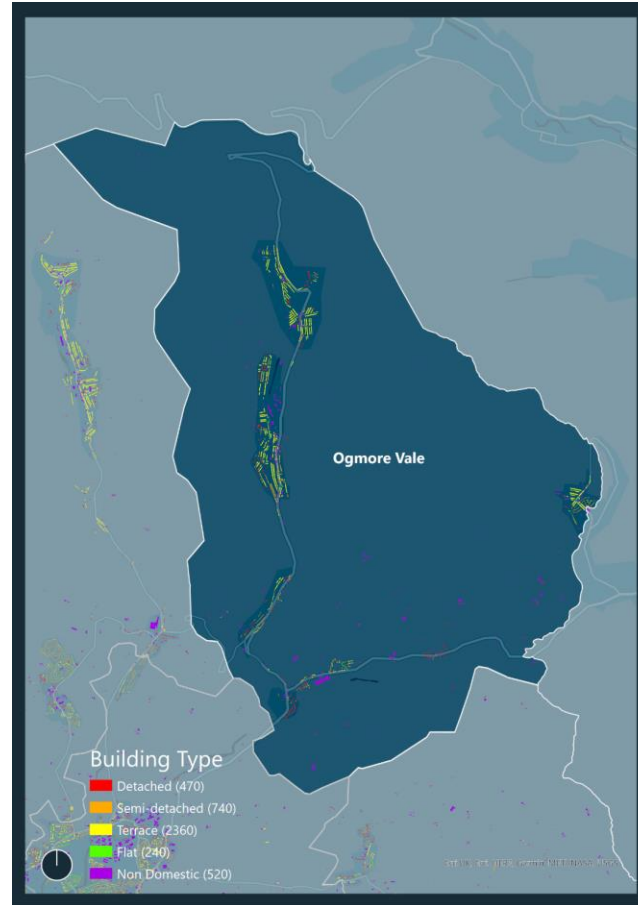 Ogmore Vale
Building Type
Detached (470)
Semi-detached (740)
Terrace (2360)
Flat (240)
Non Domestic (520)